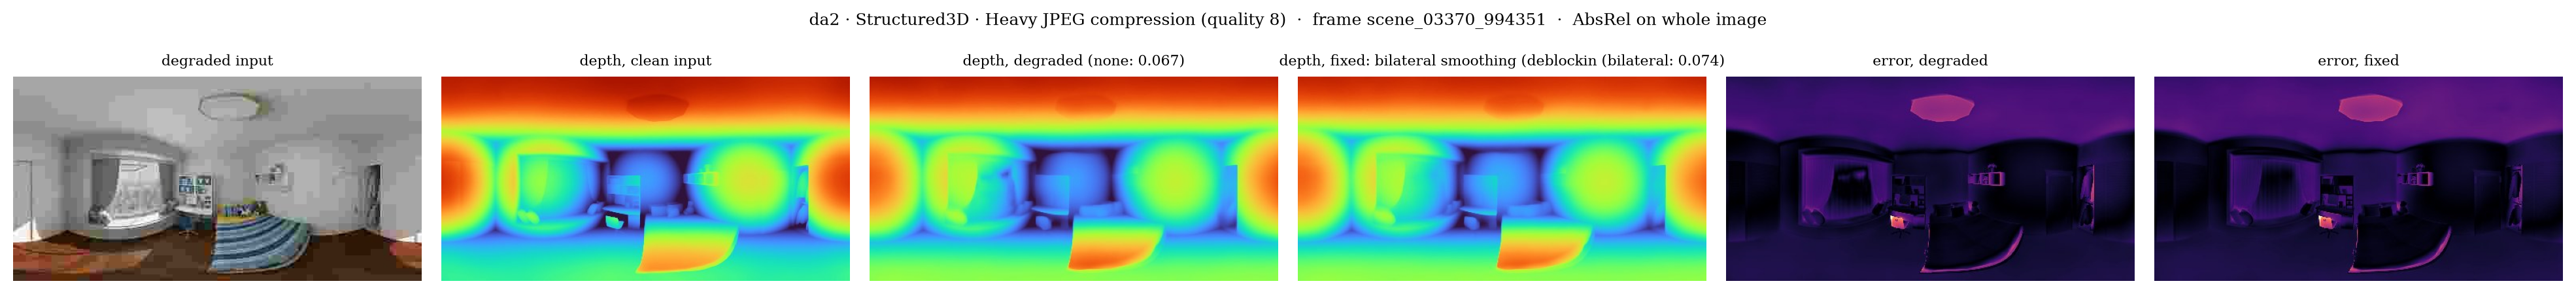 da2 · Structured3D · Heavy JPEG compression (quality 8)  ·  frame scene_03370_994351  ·  AbsRel on whole image
degraded input
depth, clean input
depth, degraded (none: 0.067)
depth, fixed: bilateral smoothing (deblockin (bilateral: 0.074)
error, degraded
error, fixed